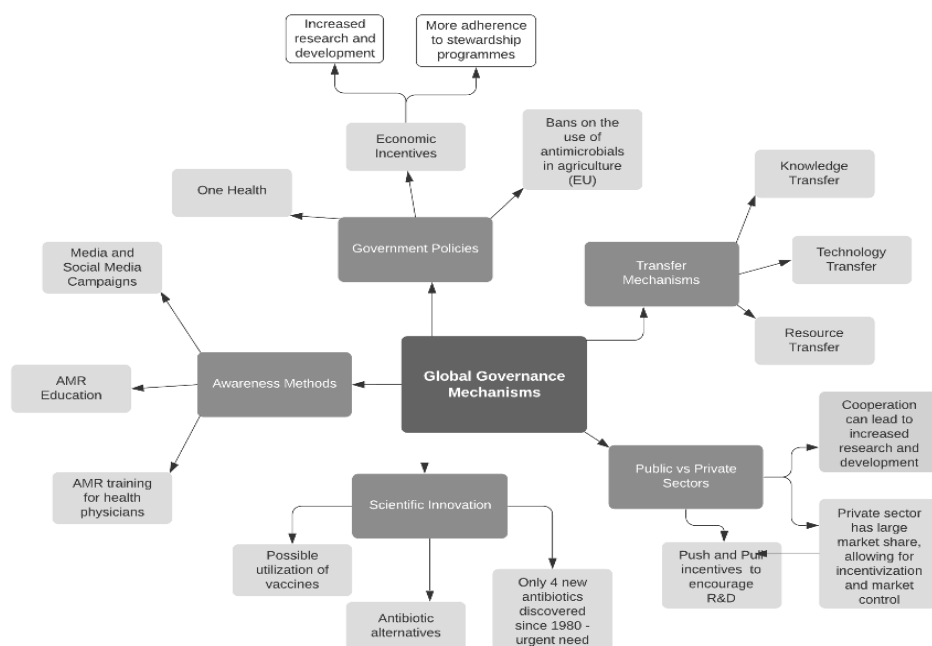 Increased
research and
development
More adherence
to stewardship
programmes
Economic
Incentives
Bans on the
use of
antimicrobials
in agriculture
(EU)
One Health
Government Policies
Knowledge
Transfer
Technology
Transfer
Resource
Transfer
Transfer
Mechanisms
Media and
Social Media
Campaigns
AMR
Education
AMR training
for health
physicians
Awareness Methods
Global Governance
Mechanisms
Public vs Private
Sectors
Cooperation
can lead to
increased
research and
development
Private sector
has large
market share,
allowing for
incentivization
and market
control
Push and Pull
incentives to
encourage
R&D
Scientific Innovation
Possible
utilization of
vaccines
Antibiotic
alternatives
Only 4 new
antibiotics
discovered
since 1980 -
urgent need